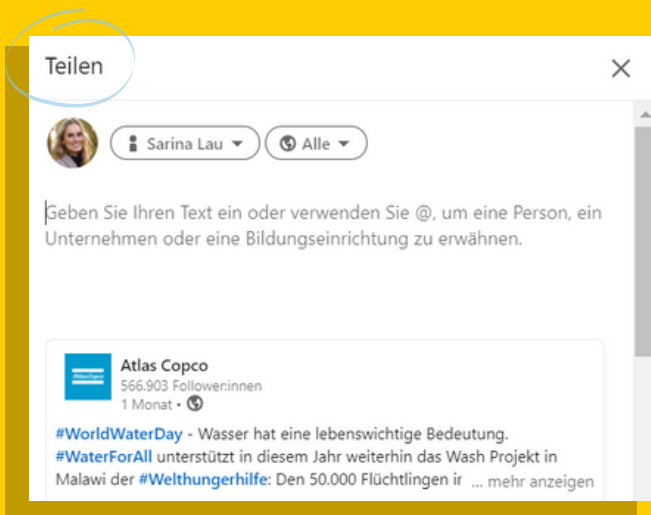 Teilen
Sarina Lau
Alle
Geben Sie Ihren Text ein oder verwenden Sie @, um eine Person, ein
Unternehmen oder eine Bildungseinrichtung zu erwähnen.
Atlas Copco
Atlas Copco
566.903 Follower:innen
1 Monat •
#WorldWaterDay - Wasser hat eine lebenswichtige Bedeutung.
#WaterForAll unterstützt in diesem Jahr weiterhin das Wash Projekt in
Malawi der #Welthungerhilfe: Den 50.000 Flüchtlingen ir ... mehr anzeigen